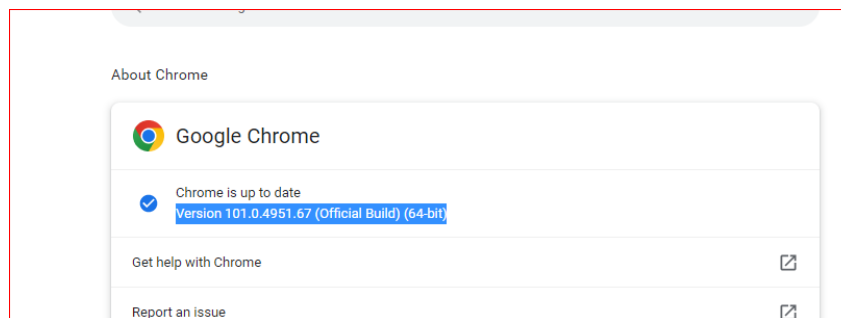 About Chrome
Google Chrome
Chrome is up to date
Version 101.0.4951.67 (Official Build) (64-bit)
Get help with Chrome
Report an issue